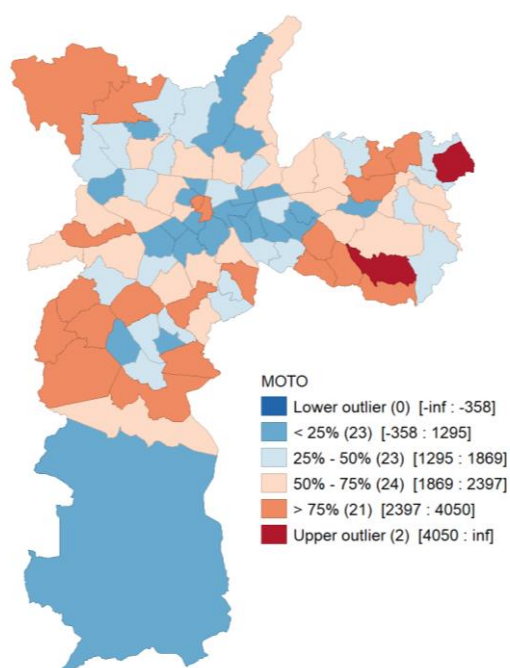 MOTO
Lower outlier (0) [-inf : -358]
< 25% (23) [-358 : 1295]
25% - 50% (23) [1295 : 1869]
50% - 75% (24) [1869 : 2397]
> 75% (21) [2397 : 4050]
Upper outlier (2) [4050 : inf]